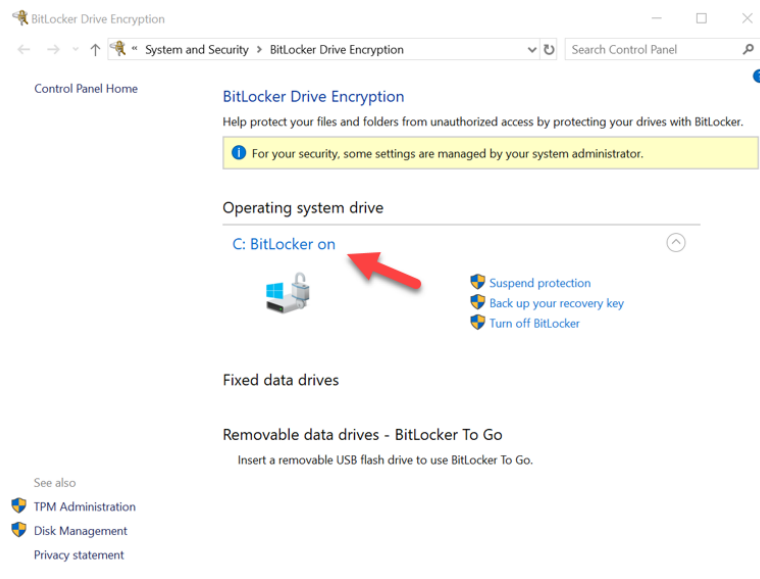 BitLocker Drive Encryption
« System and Security > BitLocker Drive Encryption
Search Control Panel
Control Panel Home
BitLocker Drive Encryption
Help protect your files and folders from unauthorized access by protecting your drives with BitLocker.
For your security, some settings are managed by your system administrator.
Operating system drive
C: BitLocker on
Suspend protection
Back up your recovery key
Turn off BitLocker
Fixed data drives
Removable data drives - BitLocker To Go
Insert a removable USB flash drive to use BitLocker To Go.
See also
TPM Administration
Disk Management
Privacy statement